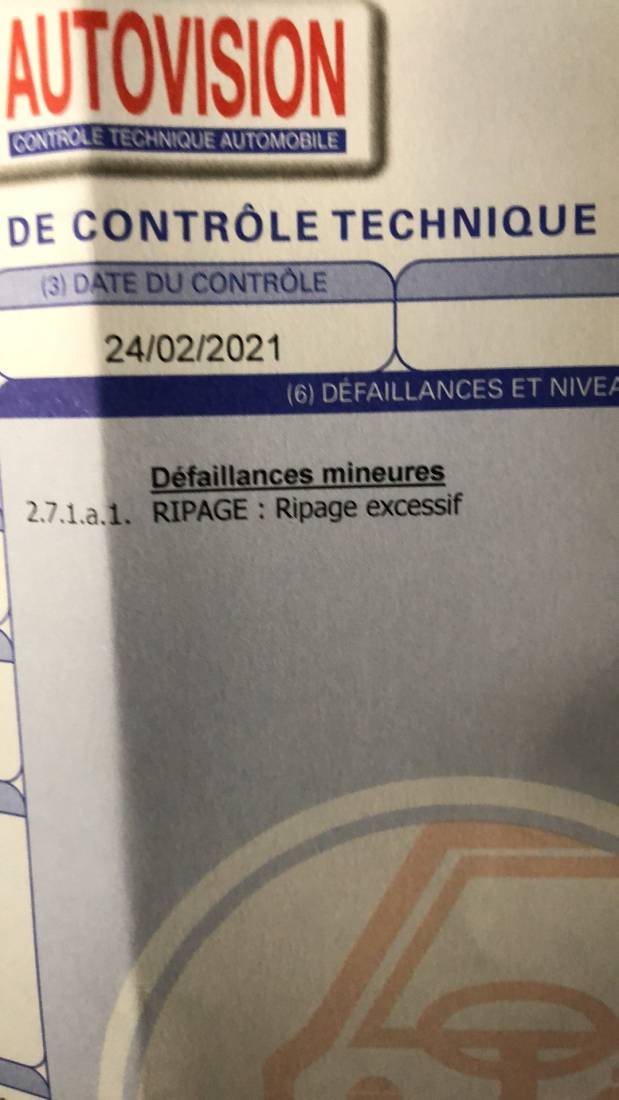 AUTOVISION
CONTROLE TECHNIQUE AUTOMOBILE
DE CONTRÔLE TECHNIQUE
(3) DATE DU CONTRÔLE
24/02/2021
(6) DÉFAILLANCES ET NIVEA
Défaillances mineures
2.7.1.a.1. RIPAGE : Ripage excessif